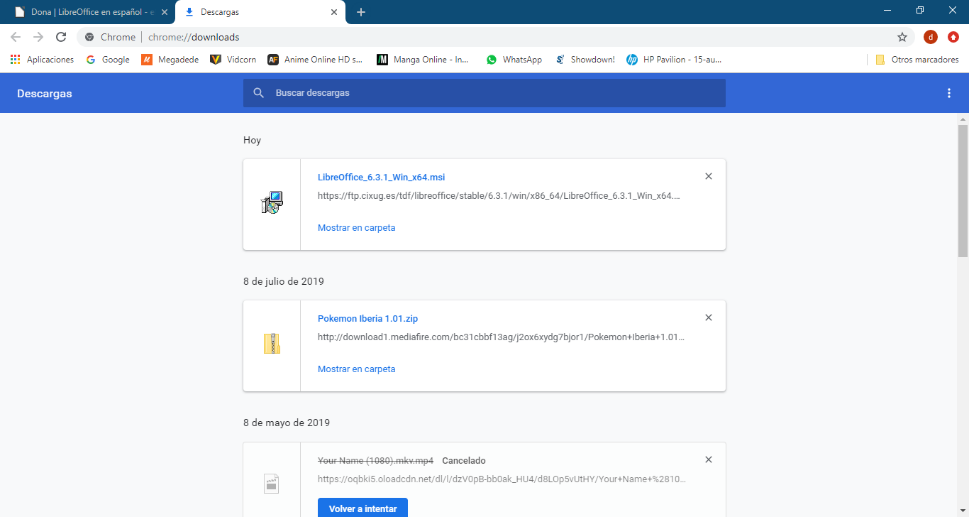 Dona | LibreOffice en español - e
Descargas
Chrome | chrome://downloads
d
Aplicaciones
Google
Megadede
Vidcorn
Anime Online HD s...
Manga Online - In...
WhatsApp
Showdown!
HP Pavilion - 15-au...
Otros marcadores
Descargas
Buscar descargas
Hoy
LibreOffice_6.3.1_Win_x64.msi
https://ftp.cixug.es/tdf/libreoffice/stable/6.3.1/win/x86_64/LibreOffice_6.3.1_Win_x64....
Mostrar en carpeta
8 de julio de 2019
Pokemon Iberia 1.01.zip
http://download1.mediafire.com/bc31cbbf13ag/j2ox6xydg7bjor1/Pokemon+Iberia+1.01...
Mostrar en carpeta
8 de mayo de 2019
Your Name (1080).mkv.mp4 Cancelado
https://oqbki5.oloadcdn.net/dl/l/dzV0pB-bb0ak_HU4/d8LOp5vUtHY/Your+Name+%2810...
Volver a intentar